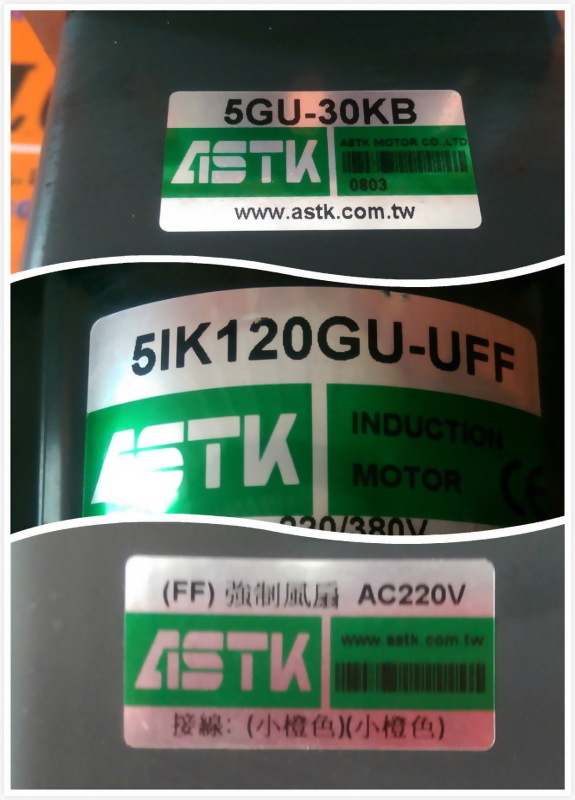 5GU-30KB
ASTK
ASTK MOTOR CO.,LTD
0803
www.astk.com.tw
5IK120GU-UFF
ASTK
INDUCTION
MOTOR
CE
220/380V
(FF) 強制風扇 AC220V
ASTK
www.astk.com.tw
接線: (小橙色)(小橙色)